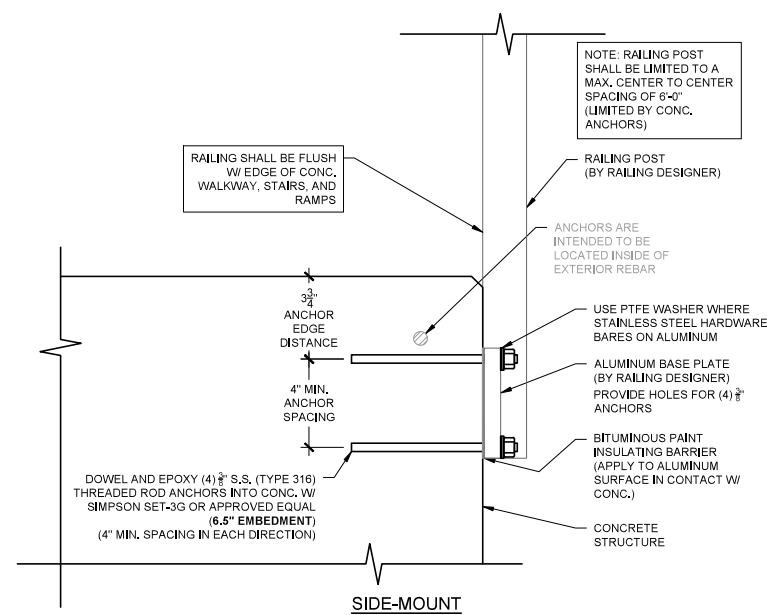 NOTE: RAILING POST
SHALL BE LIMITED TO A
MAX. CENTER TO CENTER
SPACING OF 6'-0"
(LIMITED BY CONC.
ANCHORS)
RAILING SHALL BE FLUSH
W/ EDGE OF CONC.
WALKWAY, STAIRS, AND
RAMPS
RAILING POST
(BY RAILING DESIGNER)
ANCHORS ARE
INTENDED TO BE
LOCATED INSIDE OF
EXTERIOR REBAR
3 3/4"
ANCHOR
EDGE
DISTANCE
USE PTFE WASHER WHERE
STAINLESS STEEL HARDWARE
BARES ON ALUMINUM
ALUMINUM BASE PLATE
(BY RAILING DESIGNER)
PROVIDE HOLES FOR (4) 3/8"
ANCHORS
4" MIN.
ANCHOR
SPACING
BITUMINOUS PAINT
INSULATING BARRIER
(APPLY TO ALUMINUM
SURFACE IN CONTACT W/
CONC.)
DOWEL AND EPOXY (4) 3/8" S.S. (TYPE 316)
THREADED ROD ANCHORS INTO CONC. W/
SIMPSON SET-3G OR APPROVED EQUAL
(6.5" EMBEDMENT)
(4" MIN. SPACING IN EACH DIRECTION)
CONCRETE
STRUCTURE
SIDE-MOUNT